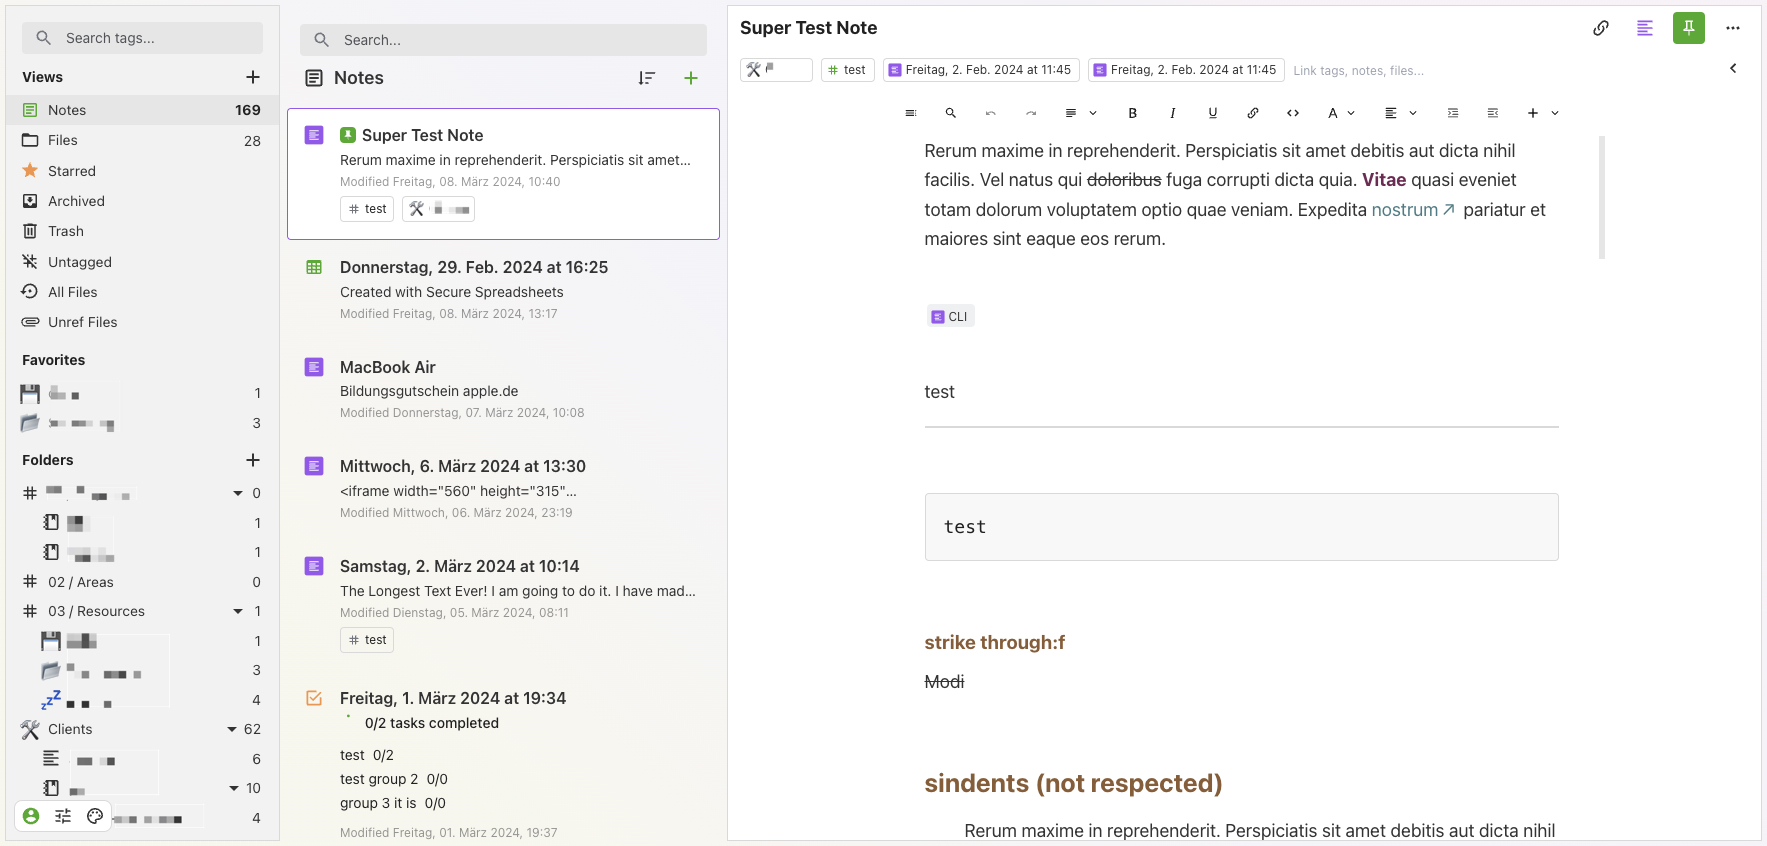 Search tags...
Views
Notes 169
Files 28
Starred
Archived
Trash
Untagged
All Files
Unref Files
Favorites
1
3
Folders
0
1
1
02 / Areas 0
03 / Resources 1
1
3
4
Clients 62
6
10
4
Search...
Notes
Super Test Note
Rerum maxime in reprehenderit. Perspiciatis sit amet...
Modified Freitag, 08. März 2024, 10:40
# test
Donnerstag, 29. Feb. 2024 at 16:25
Created with Secure Spreadsheets
Modified Freitag, 08. März 2024, 13:17
MacBook Air
Bildungsgutschein apple.de
Modified Donnerstag, 07. März 2024, 10:08
Mittwoch, 6. März 2024 at 13:30
<iframe width="560" height="315"...
Modified Mittwoch, 06. März 2024, 23:19
Samstag, 2. März 2024 at 10:14
The Longest Text Ever! I am going to do it. I have mad...
Modified Dienstag, 05. März 2024, 08:11
# test
Freitag, 1. März 2024 at 19:34
0/2 tasks completed
test 0/2
test group 2 0/0
group 3 it is 0/0
Modified Freitag, 01. März 2024, 19:37
Super Test Note
# test Freitag, 2. Feb. 2024 at 11:45 Freitag, 2. Feb. 2024 at 11:45 Link tags, notes, files...
B I U A
Rerum maxime in reprehenderit. Perspiciatis sit amet debitis aut dicta nihil
facilis. Vel natus qui doloribus fuga corrupti dicta quia. Vitae quasi eveniet
totam dolorum voluptatem optio quae veniam. Expedita nostrum pariatur et
maiores sint eaque eos rerum.
CLI
test
test
strike through:f
Modi
sindents (not respected)
Rerum maxime in reprehenderit. Perspiciatis sit amet debitis aut dicta nihil